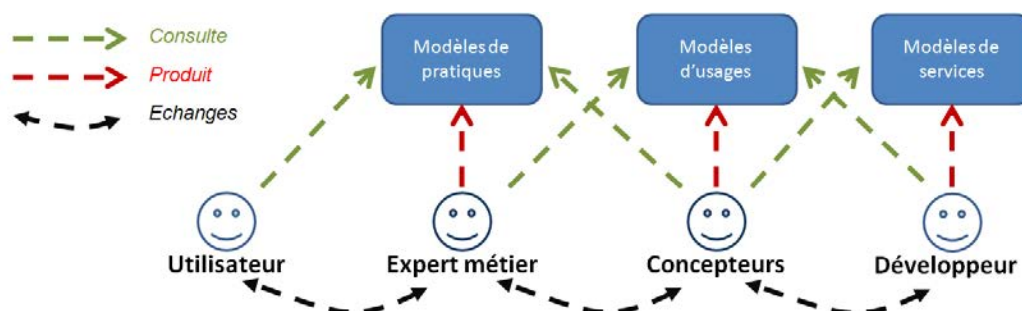 Consulte
Produit
Echanges
Modèles de
pratiques
Modèles
d'usages
Modèles de
services
Utilisateur
Expert métier
Concepteurs
Développeur